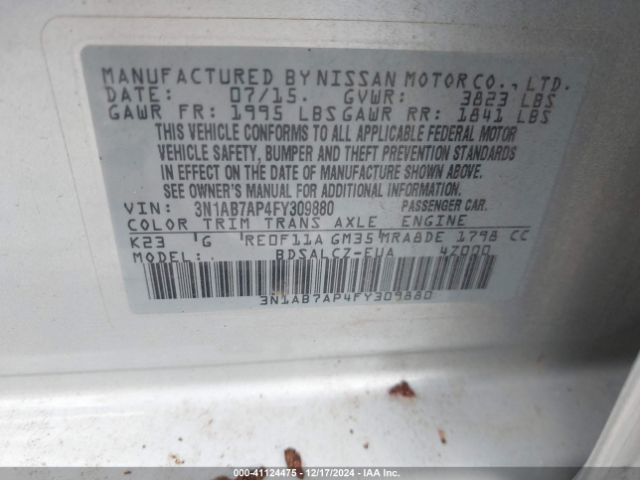 MANUFACTURED BY NISSAN MOTOR CO., LTD.
DATE: 07/15. GVWR: 3823 LBS
GAWR FR: 1995 LBS GAWR RR: 1841 LBS
THIS VEHICLE CONFORMS TO ALL APPLICABLE FEDERAL MOTOR
VEHICLE SAFETY, BUMPER AND THEFT PREVENTION STANDARDS
IN EFFECT ON THE DATE OF MANUFACTURE SHOWN ABOVE.
SEE OWNER'S MANUAL FOR ADDITIONAL INFORMATION.
VIN: 3N1AB7AP4FY309880 PASSENGER CAR.
COLOR TRIM TRANS AXLE ENGINE
K23 G RE0F11A GM35 MRA8DE 1798 CC
MODEL: BDSALCZ-EUA 4Z000
3N1AB7AP4FY309880
©00-41124475 - 12/17/2024 - IAA Inc.